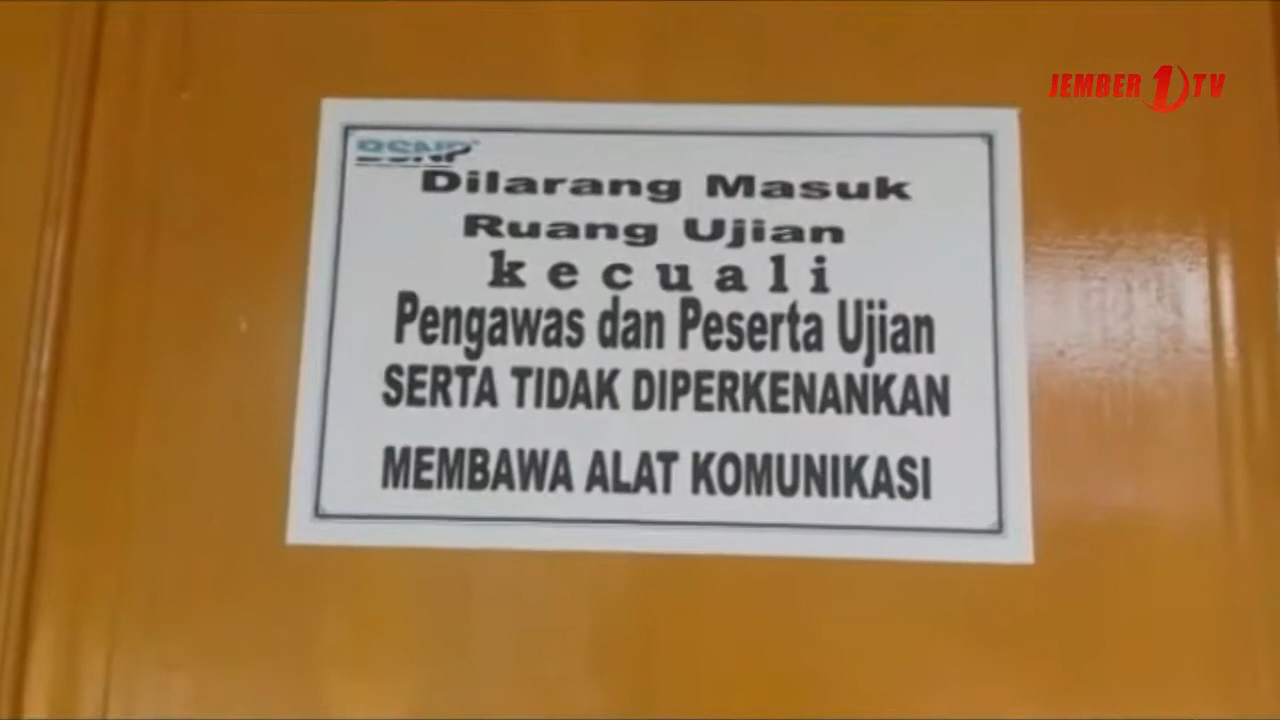 JEMBER 1 TV
BSNP
Dilarang Masuk
Ruang Ujian
kecuali
Pengawas dan Peserta Ujian
SERTA TIDAK DIPERKENANKAN
MEMBAWA ALAT KOMUNIKASI